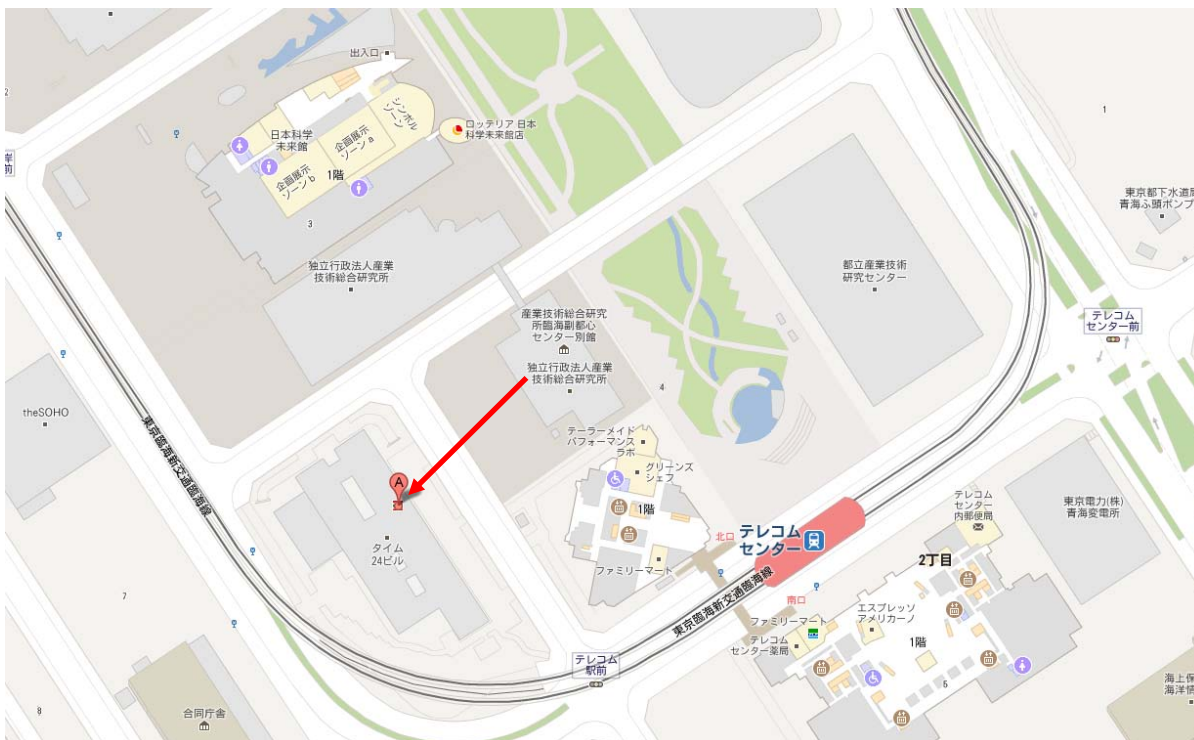 出入口
シンボル
ゾーン
ロッテリア 日本
科学未来館店
日本科学
未来館
企画展示
ゾーン a
企画展示
ゾーン b
1階
3
2
1
岸
前
独立行政法人産業
技術総合研究所
東京都下水道局
青海ふ頭ポンプ
都立産業技術
研究センター
テレコム
センター前
産業技術総合研究
所臨海副都心
センター別館
独立行政法人産業
技術総合研究所
4
theSOHO
東京臨海新交通臨海線
テーラーメイド
パフォーマンス
ラボ
グリーンズ
シェフ
A
1階
タイム
24ビル
ファミリーマート
北口
テレコム
センター
テレコム
センター
内郵便局
東京電力(株)
青海変電所
2丁目
東京臨海新交通臨海線
南口
ファミリーマート
エスプレッソ
アメリカーノ
テレコム
センター薬局
1階
テレコム
駅前
7
8
合同庁舎
海上保
海洋情